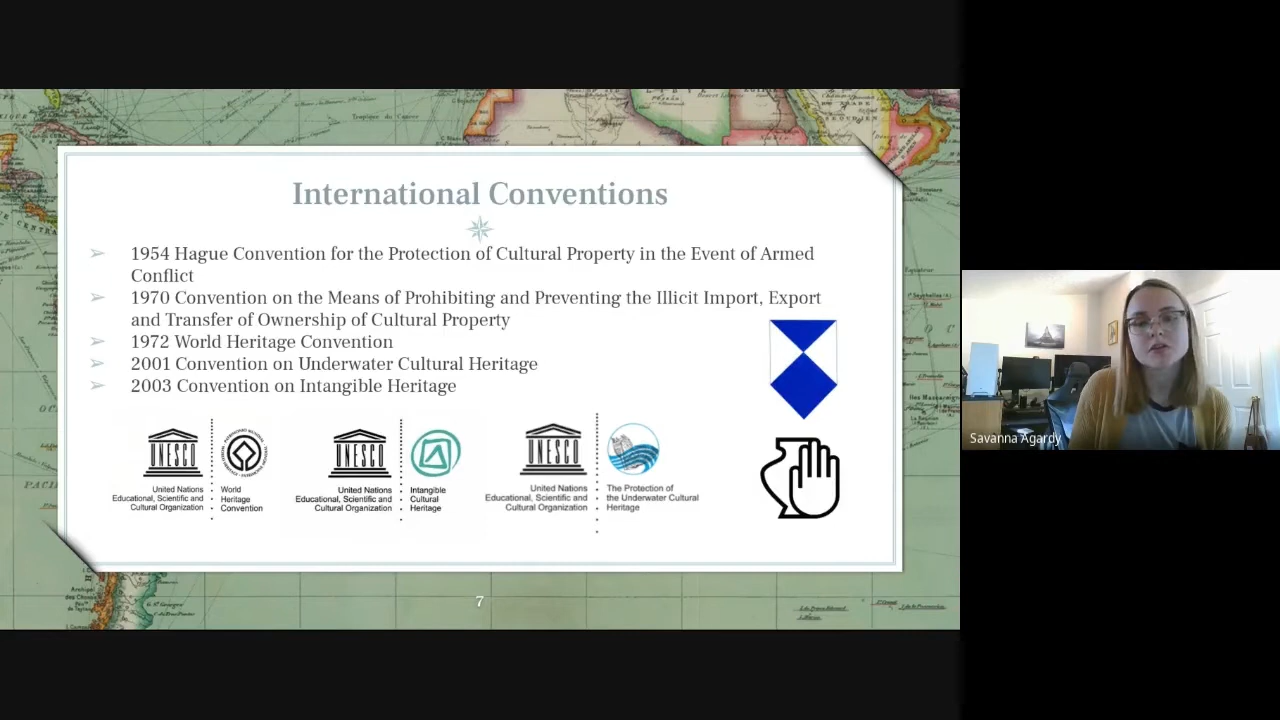 International Conventions
1954 Hague Convention for the Protection of Cultural Property in the Event of Armed
Conflict
1970 Convention on the Means of Prohibiting and Preventing the Illicit Import, Export
and Transfer of Ownership of Cultural Property
1972 World Heritage Convention
2001 Convention on Underwater Cultural Heritage
2003 Convention on Intangible Heritage
UNESCO
United Nations
Educational, Scientific and
Cultural Organization
World
Heritage
Convention
UNESCO
United Nations
Educational, Scientific and
Cultural Organization
Intangible
Cultural
Heritage
UNESCO
United Nations
Educational, Scientific and
Cultural Organization
The Protection of
the Underwater Cultural
Heritage
7
Savanna Agardy
Tropique du Cancer